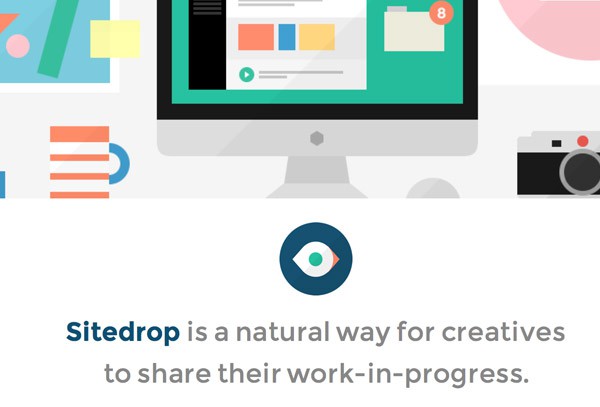 8
Sitedrop is a natural way for creatives
to share their work-in-progress.